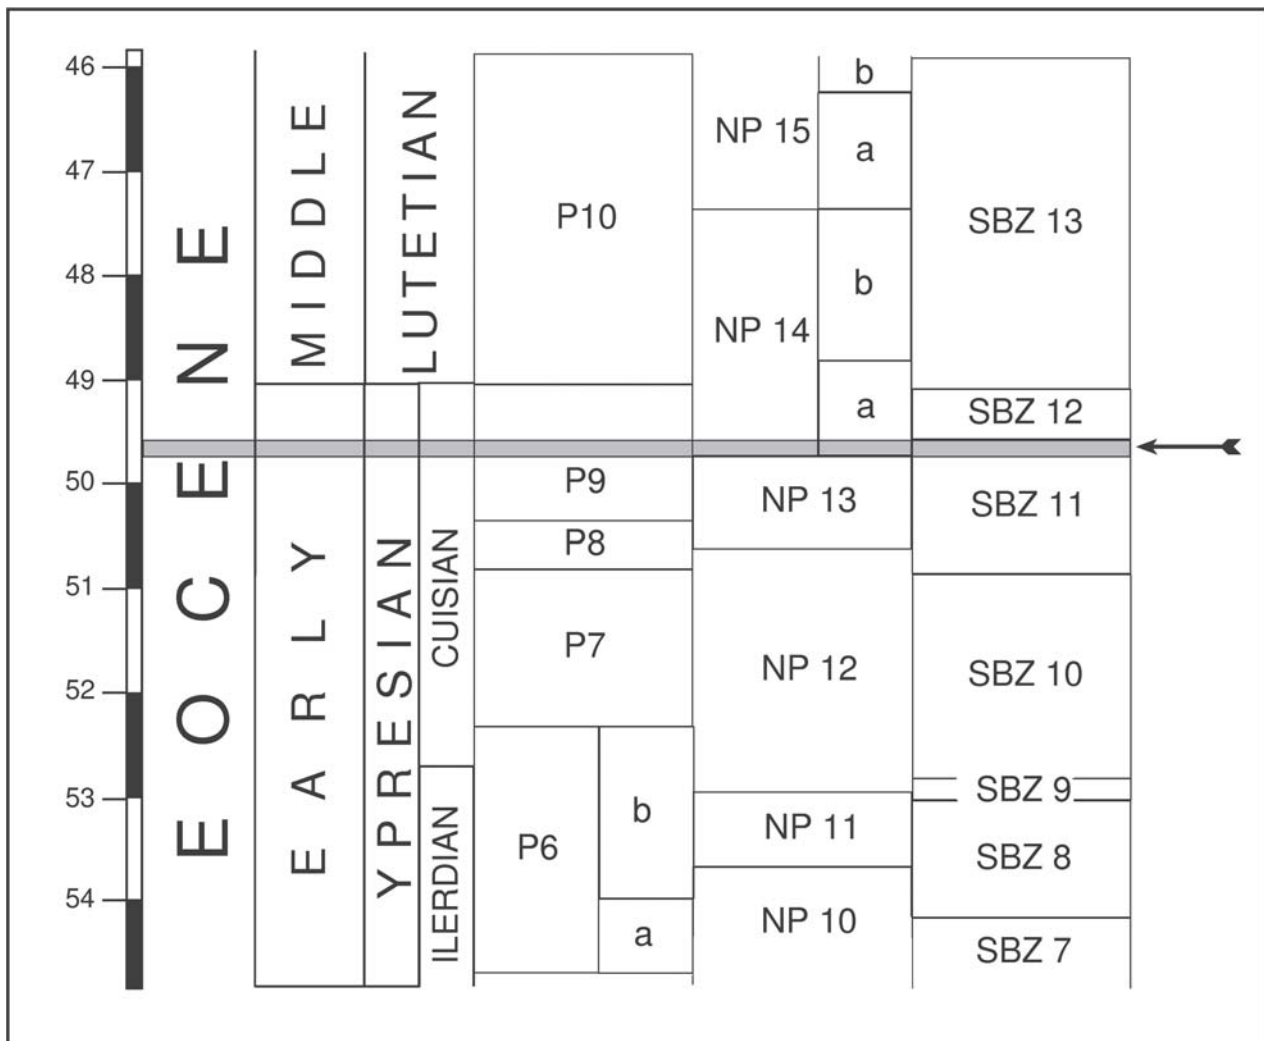 46
47
48
49
50
51
52
53
54
EOCENE
MIDDLE
EARLY
LUTETIAN
YPRESIAN
CUISIAN
ILERDIAN
P10
P9
P8
P7
P6
b
a
NP 15
NP 14
NP 13
NP 12
NP 11
NP 10
b
a
b
a
SBZ 13
SBZ 12
SBZ 11
SBZ 10
SBZ 9
SBZ 8
SBZ 7